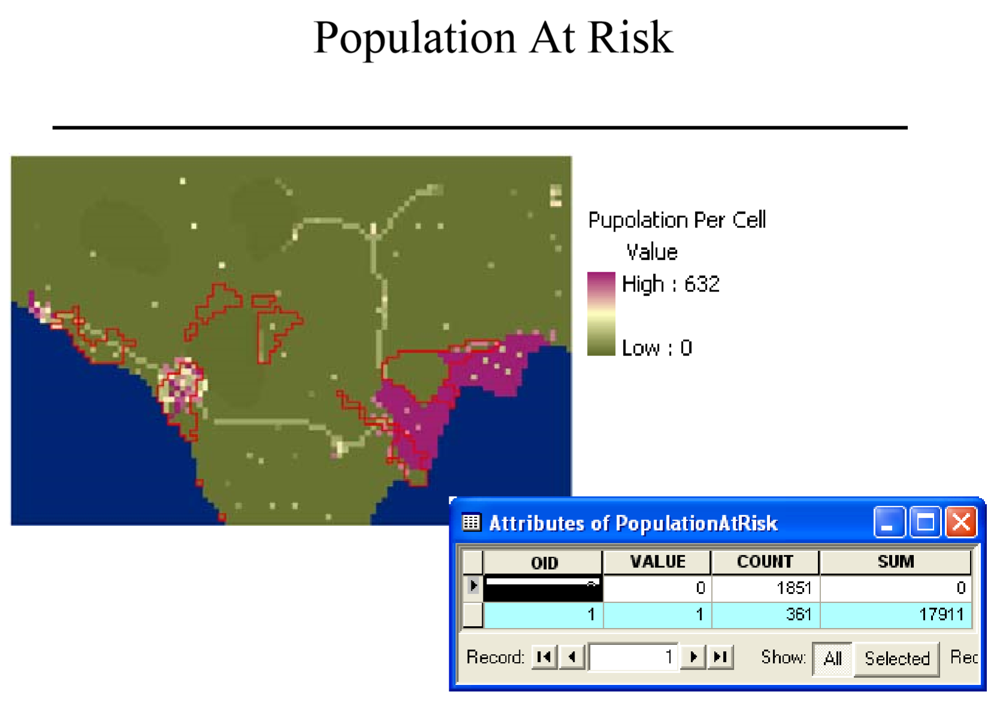 Population At Risk
Pupolation Per Cell
Value
High : 632
Low : 0
Attributes of PopulationAtRisk
OID VALUE COUNT SUM
0 1851 0
1 1 361 17911
Record: 1 Show: All Selected Rec